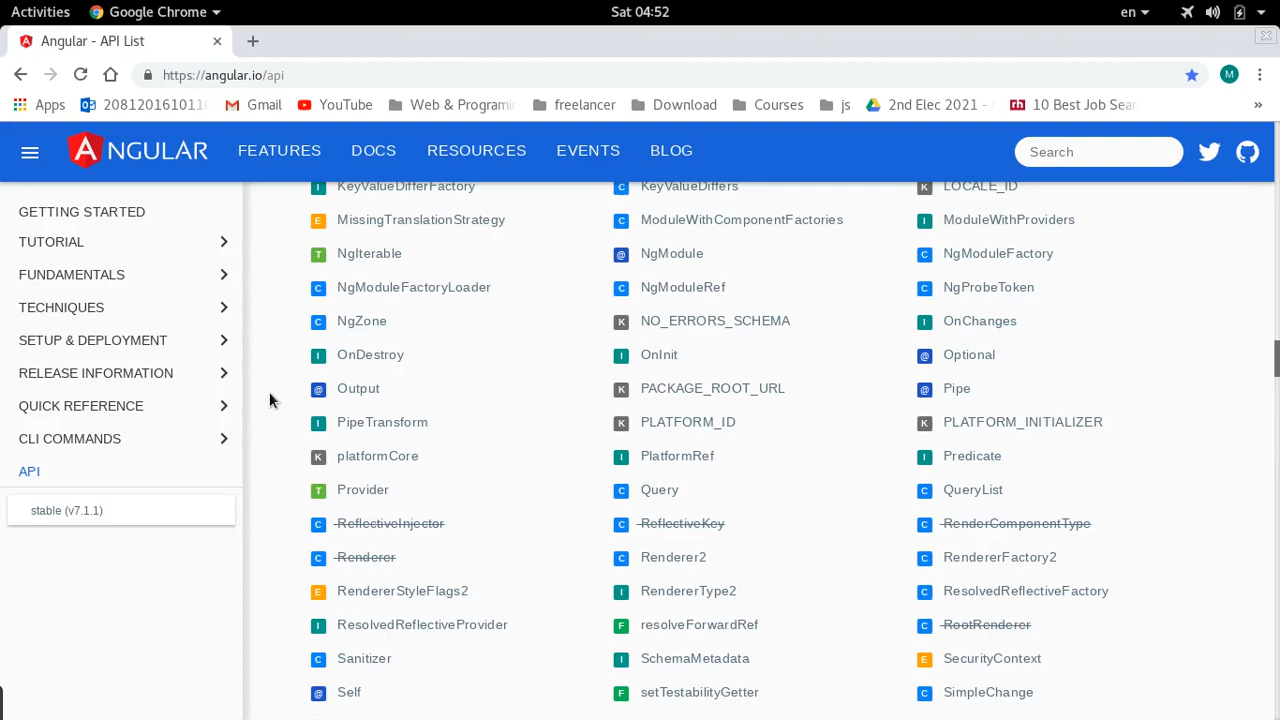 Activities Google Chrome Sat 04:52 en
Angular - API List
https://angular.io/api M
Apps 208120161011 Gmail YouTube Web & Programi freelancer Download Courses js 2nd Elec 2021 - 10 Best Job Sear »
ANGULAR FEATURES DOCS RESOURCES EVENTS BLOG Search
GETTING STARTED
TUTORIAL
FUNDAMENTALS
TECHNIQUES
SETUP & DEPLOYMENT
RELEASE INFORMATION
QUICK REFERENCE
CLI COMMANDS
API
stable (v7.1.1)
I KeyValueDifferFactory C KeyValueDiffers K LOCALE_ID
E MissingTranslationStrategy C ModuleWithComponentFactories I ModuleWithProviders
T NgIterable @ NgModule C NgModuleFactory
C NgModuleFactoryLoader C NgModuleRef C NgProbeToken
C NgZone K NO_ERRORS_SCHEMA I OnChanges
I OnDestroy I OnInit @ Optional
@ Output K PACKAGE_ROOT_URL @ Pipe
I PipeTransform K PLATFORM_ID K PLATFORM_INITIALIZER
K platformCore I PlatformRef I Predicate
T Provider C Query C QueryList
C ReflectiveInjector C ReflectiveKey C RenderComponentType
C Renderer C Renderer2 C RendererFactory2
E RendererStyleFlags2 I RendererType2 C ResolvedReflectiveFactory
I ResolvedReflectiveProvider F resolveForwardRef C RootRenderer
C Sanitizer I SchemaMetadata E SecurityContext
@ Self F setTestabilityGetter C SimpleChange